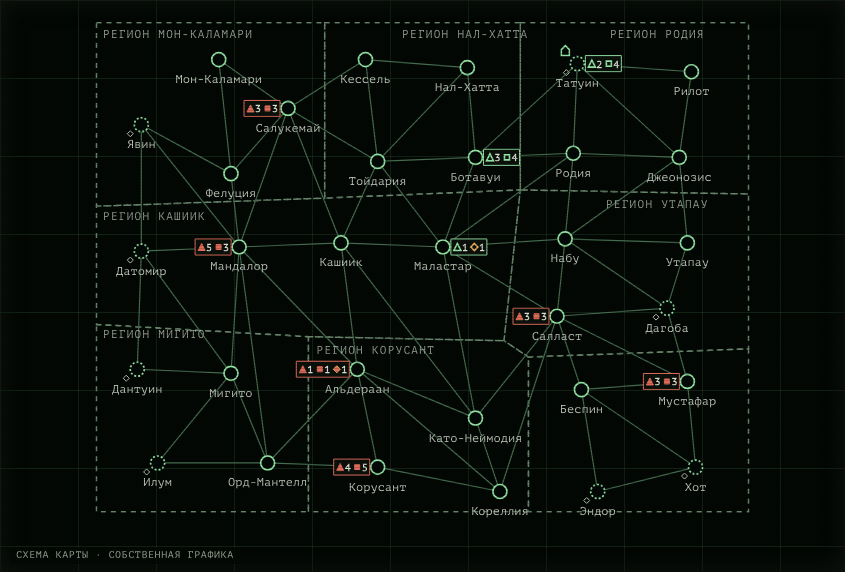 РЕГИОН МОН-КАЛАМАРИ
РЕГИОН НАЛ-ХАТТА
РЕГИОН РОДИЯ
Мон-Каламари
Кессель
Нал-Хатта
2 4
Татуин
Рилот
3 3
Салукемай
Явин
Фелуция
Тойдария
3 4
Ботавуи
Родия
Джеонозис
РЕГИОН КАШИИК
РЕГИОН УТАПАУ
Датомир
5 3
Мандалор
Кашиик
1 1
Маластар
Набу
Утапау
РЕГИОН МИГИТО
3 3
Салласт
Дагоба
РЕГИОН КОРУСАНТ
Дантуин
Мигито
1 1 1
Альдераан
Беспин
3 3
Мустафар
Като-Неймодия
Илум
Орд-Мантелл
4 5
Корусант
Кореллия
Эндор
Хот
СХЕМА КАРТЫ · СОБСТВЕННАЯ ГРАФИКА